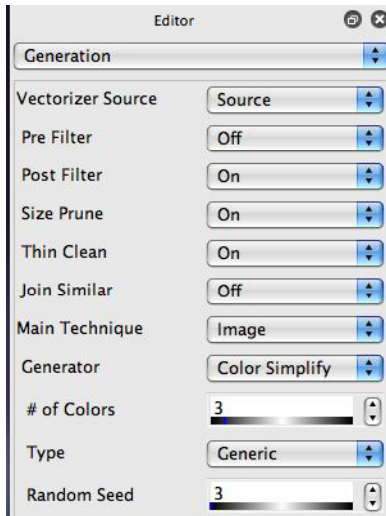 Editor
Generation
Vectorizer Source Source
Pre Filter Off
Post Filter On
Size Prune On
Thin Clean On
Join Similar Off
Main Technique Image
Generator Color Simplify
# of Colors 3
Type Generic
Random Seed 3